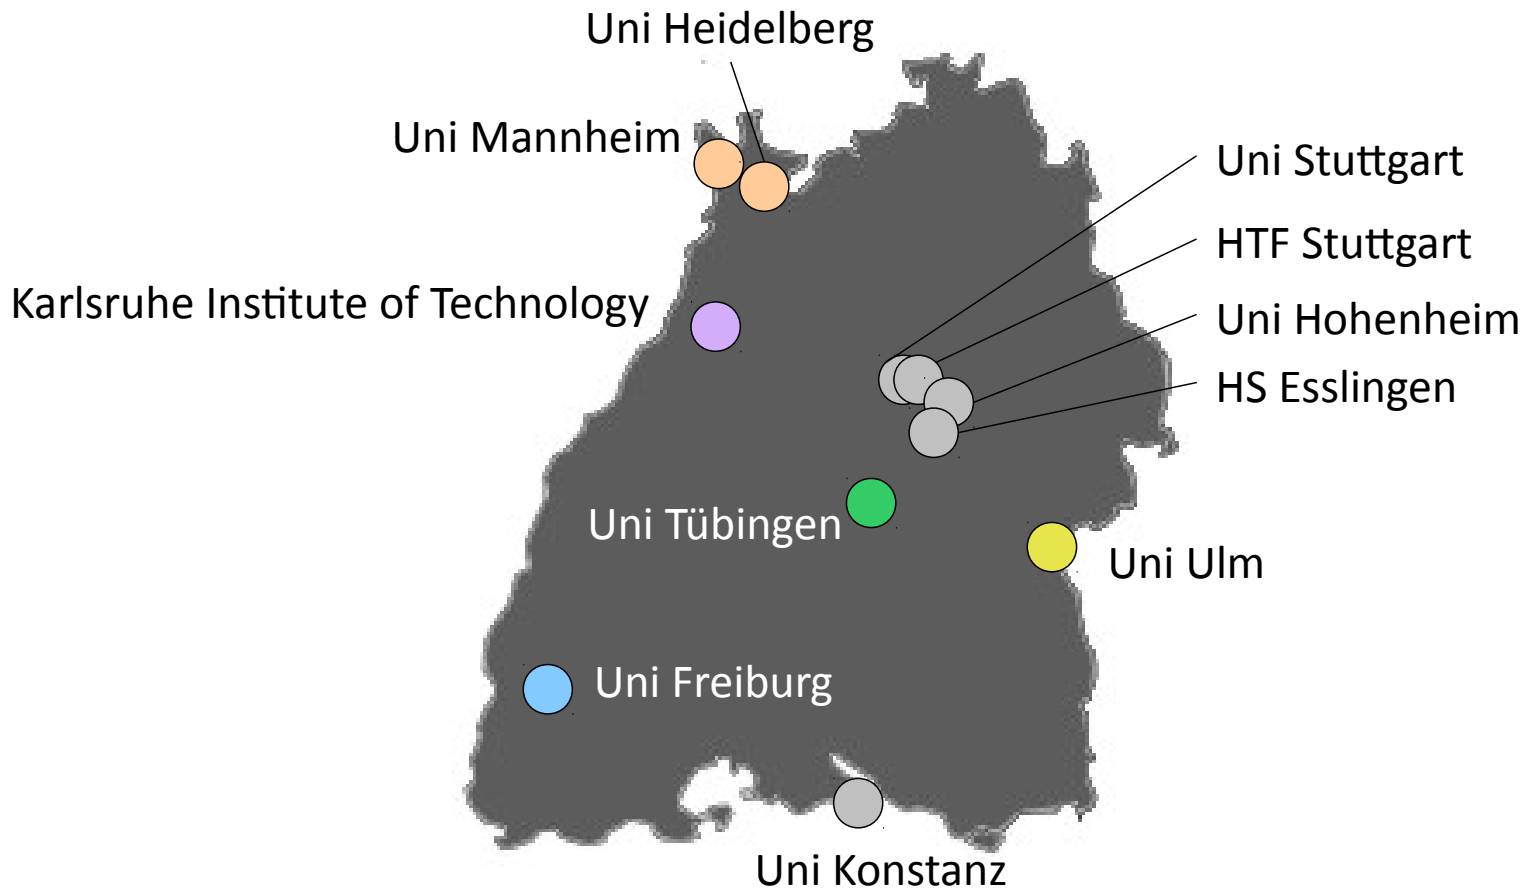 Uni Heidelberg
Uni Mannheim
Uni Stuttgart
HTF Stuttgart
Karlsruhe Institute of Technology
Uni Hohenheim
HS Esslingen
Uni Tübingen
Uni Ulm
Uni Freiburg
Uni Konstanz